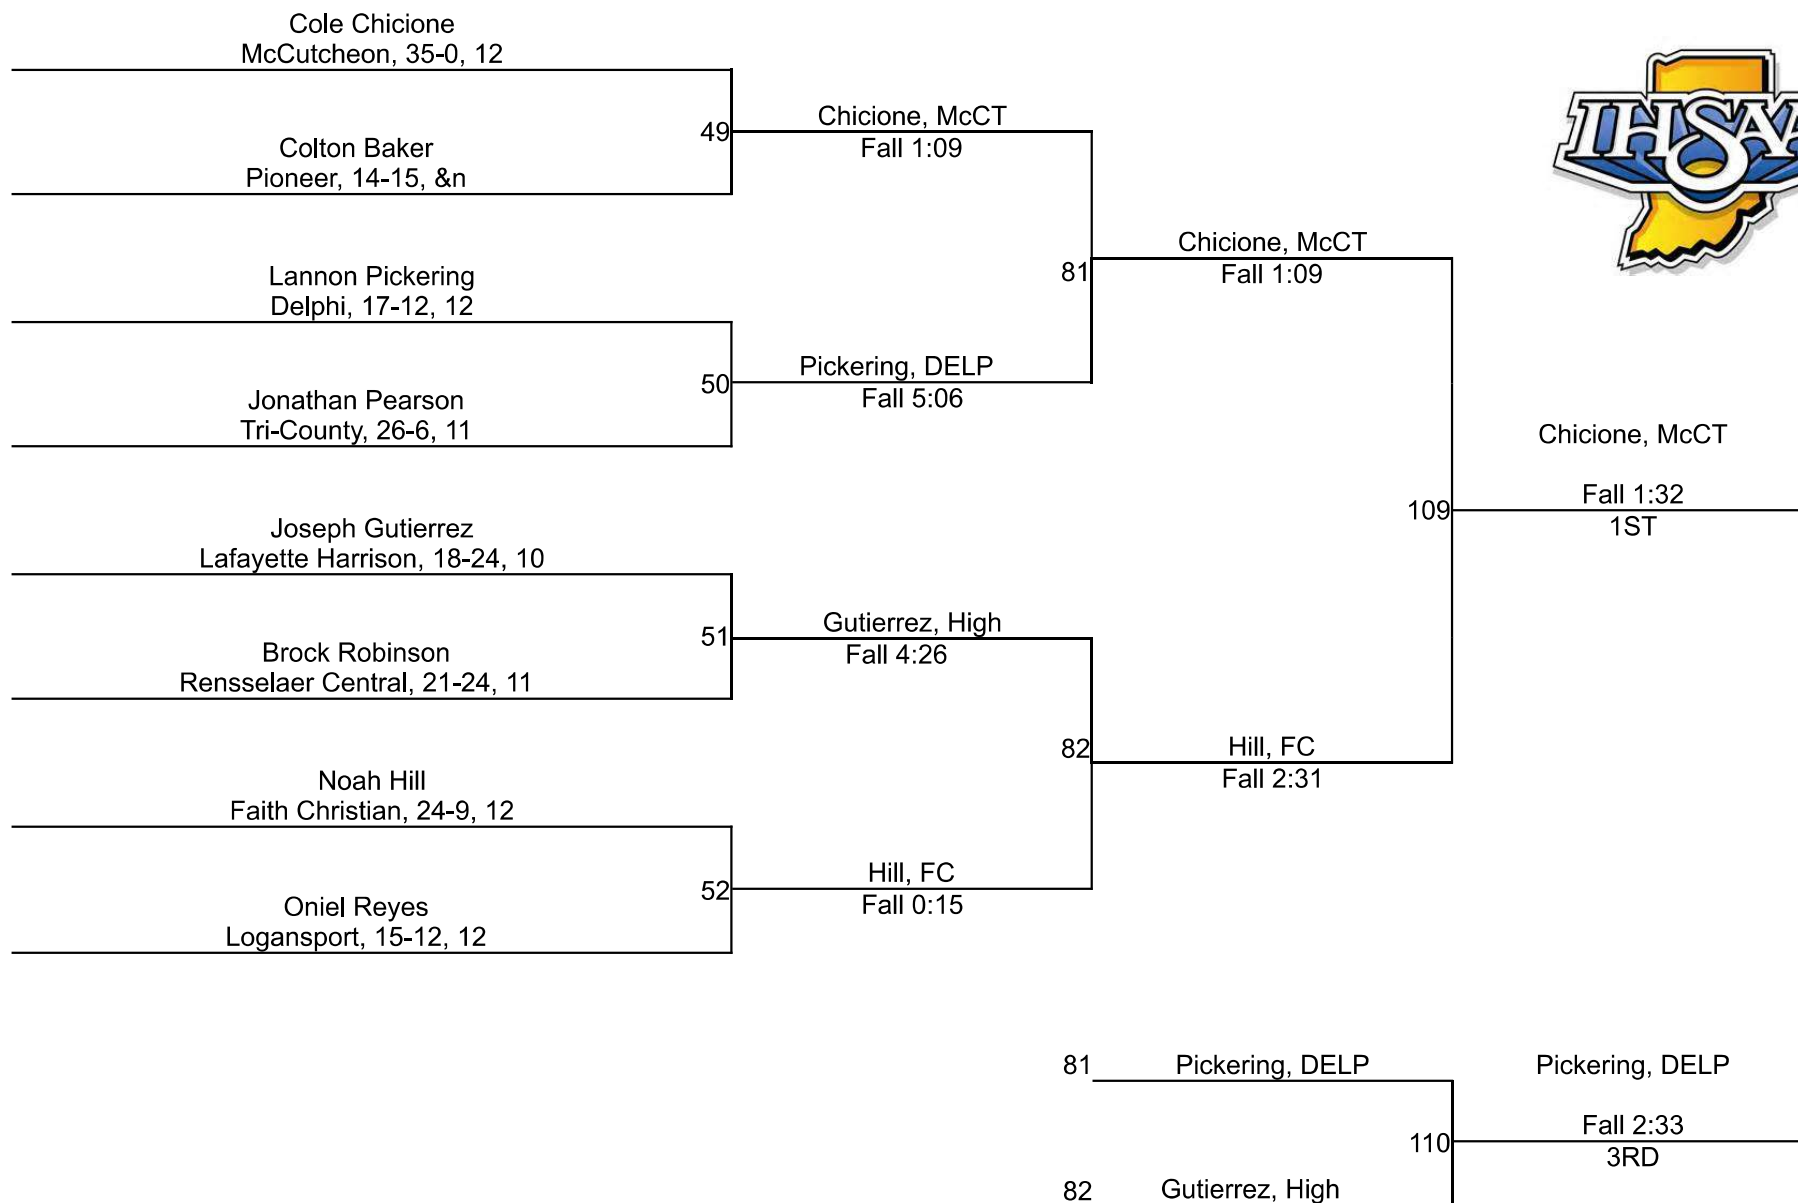 Cole Chicione
McCutcheon, 35-0, 12
49
Chicione, McCT
Fall 1:09
Colton Baker
Pioneer, 14-15, &n
IHSAA
81
Chicione, McCT
Fall 1:09
Lannon Pickering
Delphi, 17-12, 12
50
Pickering, DELP
Fall 5:06
Jonathan Pearson
Tri-County, 26-6, 11
109
Chicione, McCT
Fall 1:32
1ST
Joseph Gutierrez
Lafayette Harrison, 18-24, 10
51
Gutierrez, High
Fall 4:26
Brock Robinson
Rensselaer Central, 21-24, 11
82
Hill, FC
Fall 2:31
Noah Hill
Faith Christian, 24-9, 12
52
Hill, FC
Fall 0:15
Oniel Reyes
Logansport, 15-12, 12
81
Pickering, DELP
Pickering, DELP
110
Fall 2:33
3RD
82
Gutierrez, High